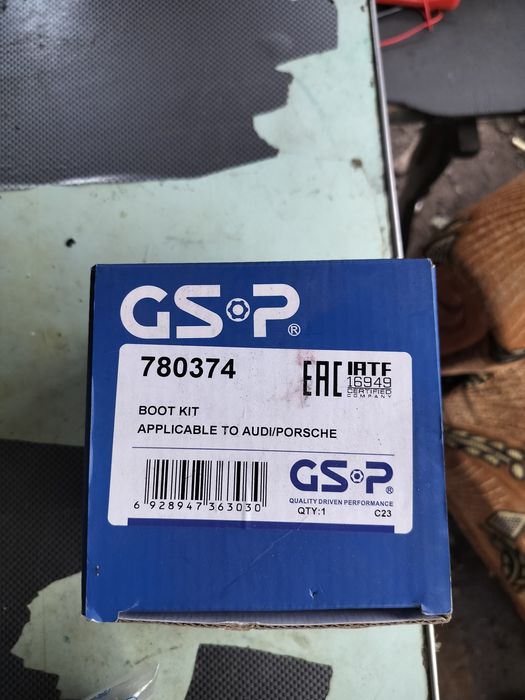 GSP®
780374
EAC IATF
16949
CERTIFIED
COMPANY
BOOT KIT
APPLICABLE TO AUDI/PORSCHE
6 928947 363030
GSP®
QUALITY DRIVEN PERFORMANCE
QTY:1 C23